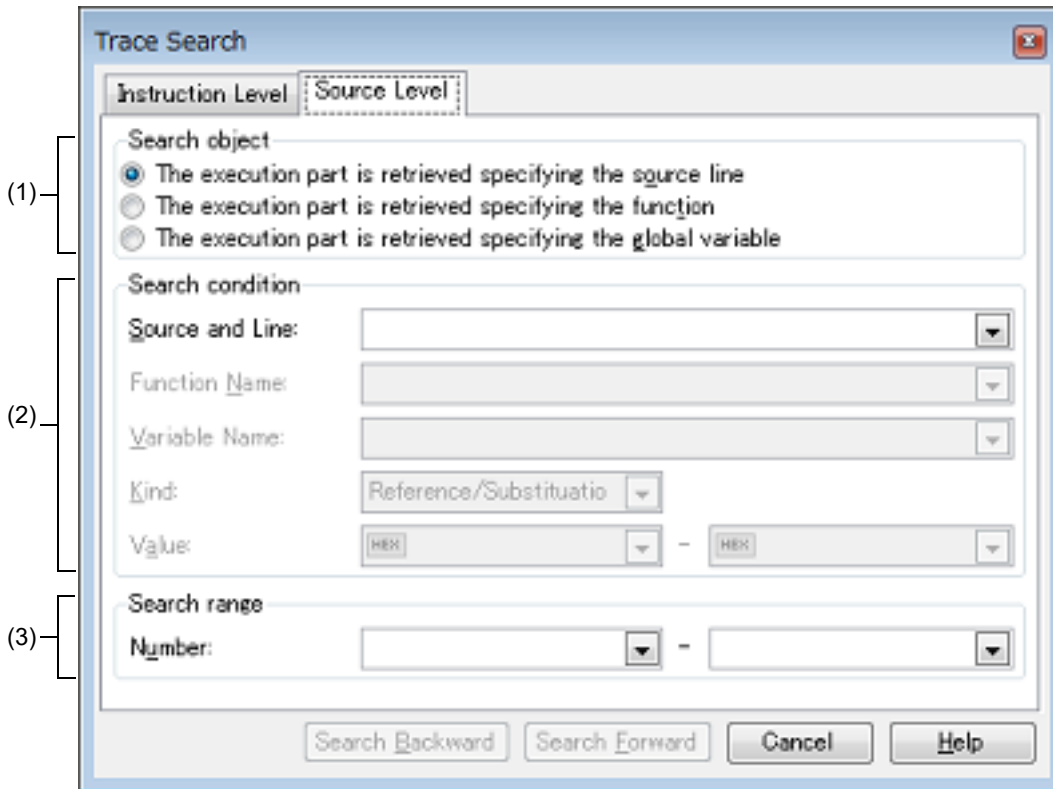 Trace Search
Instruction Level Source Level
(1)
Search object
The execution part is retrieved specifying the source line
The execution part is retrieved specifying the function
The execution part is retrieved specifying the global variable
(2)
Search condition
Source and Line:
Function Name:
Variable Name:
Kind: Reference/Substituatio
Value: HEX - HEX
(3)
Search range
Number: -
Search Backward Search Forward Cancel Help